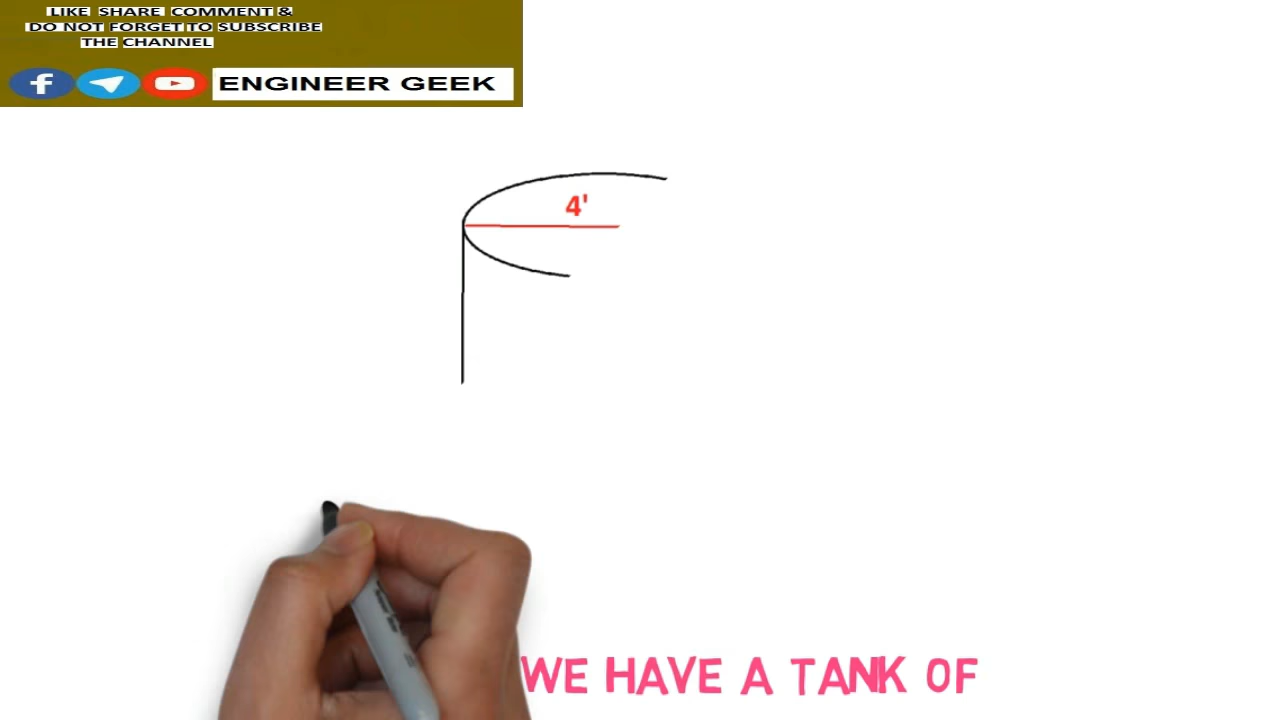 LIKE SHARE COMMENT &
DO NOT FORGET TO SUBSCRIBE
THE CHANNEL
ENGINEER GEEK
4'
WE HAVE A TANK OF